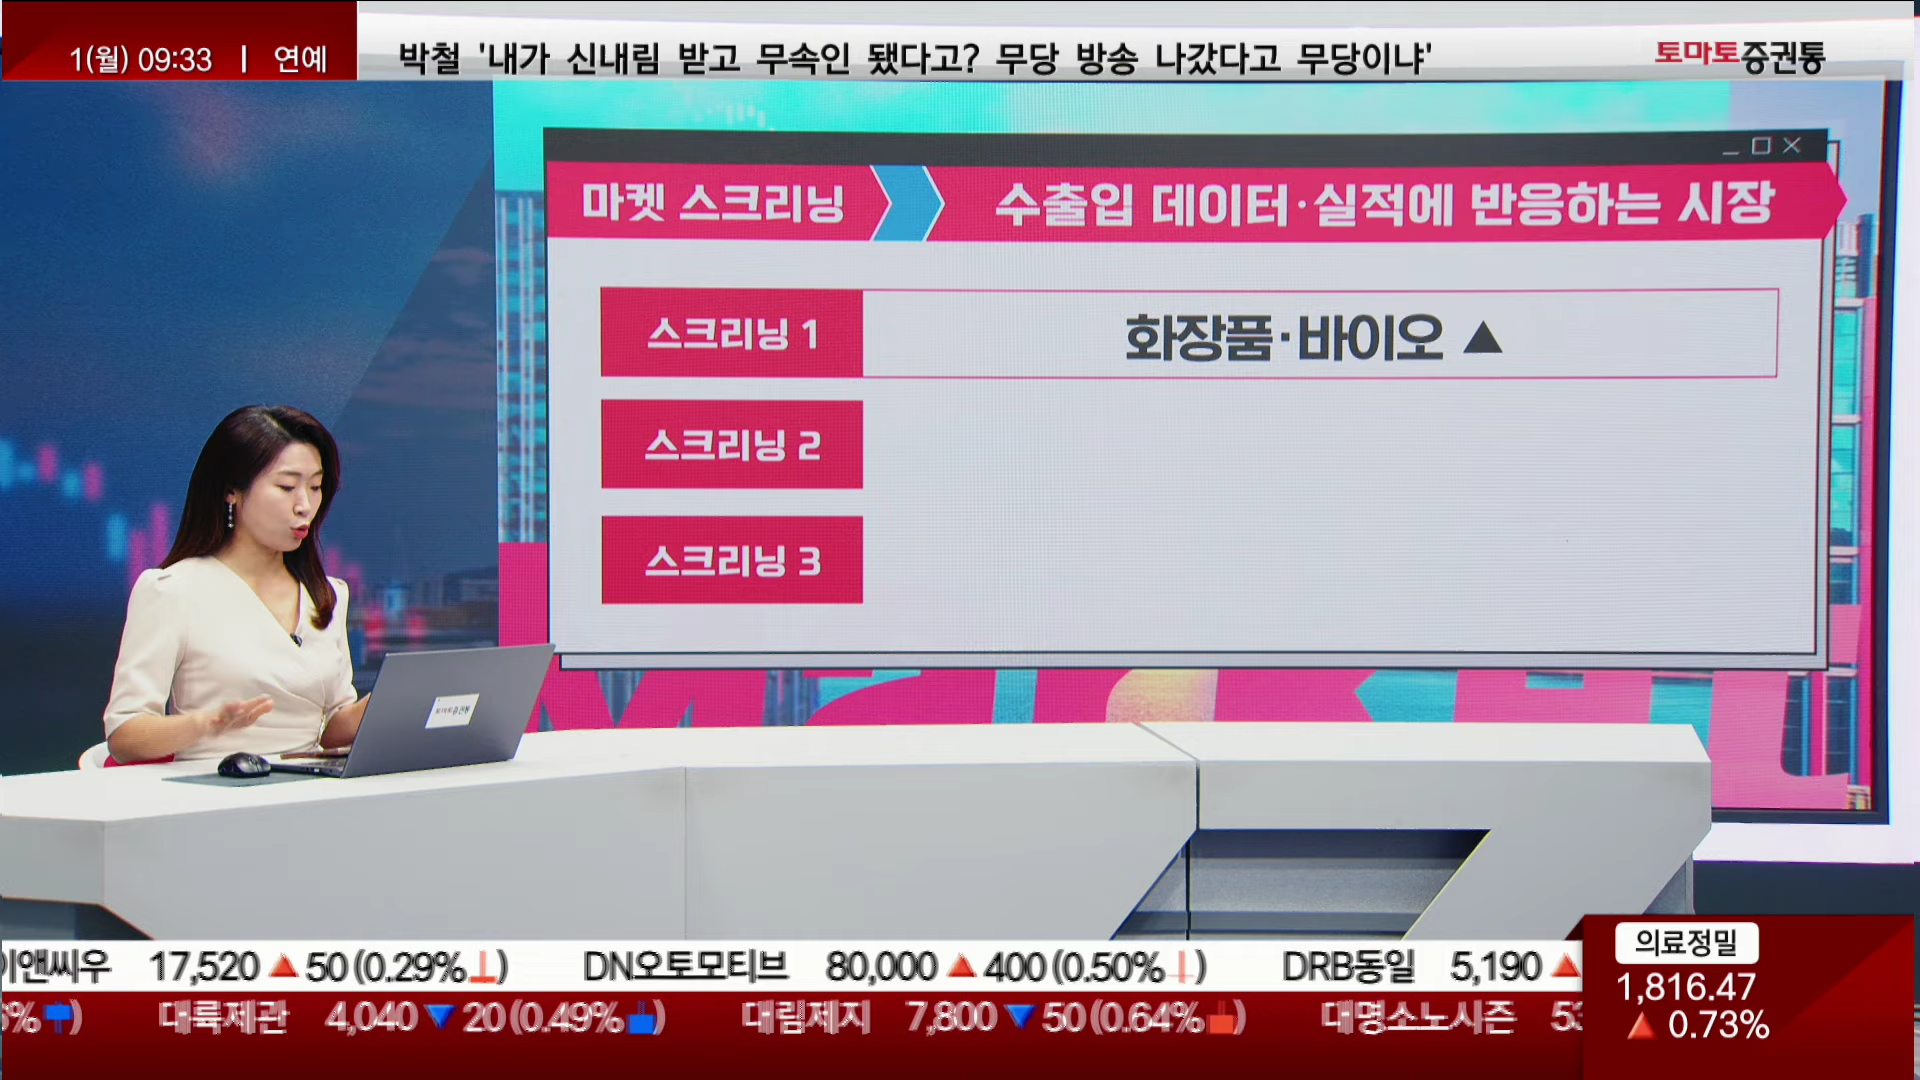 1(월) 09:33 | 연예
박철 '내가 신내림 받고 무속인 됐다고? 무당 방송 나갔다고 무당이냐'
토마토증권통
마켓 스크리닝
수출입 데이터·실적에 반응하는 시장
스크리닝 1
화장품·바이오 ▲
스크리닝 2
스크리닝 3
이앤씨우 17,520 ▲50(0.29%) DN오토모티브 80,000 ▲400(0.50%) DRB동일 5,190 ▲
%) 대륙제관 4,040 ▼20(0.49%) 대림제지 7,800 ▼50(0.64%) 대명소노시즌 53
의료정밀
1,816.47
▲ 0.73%